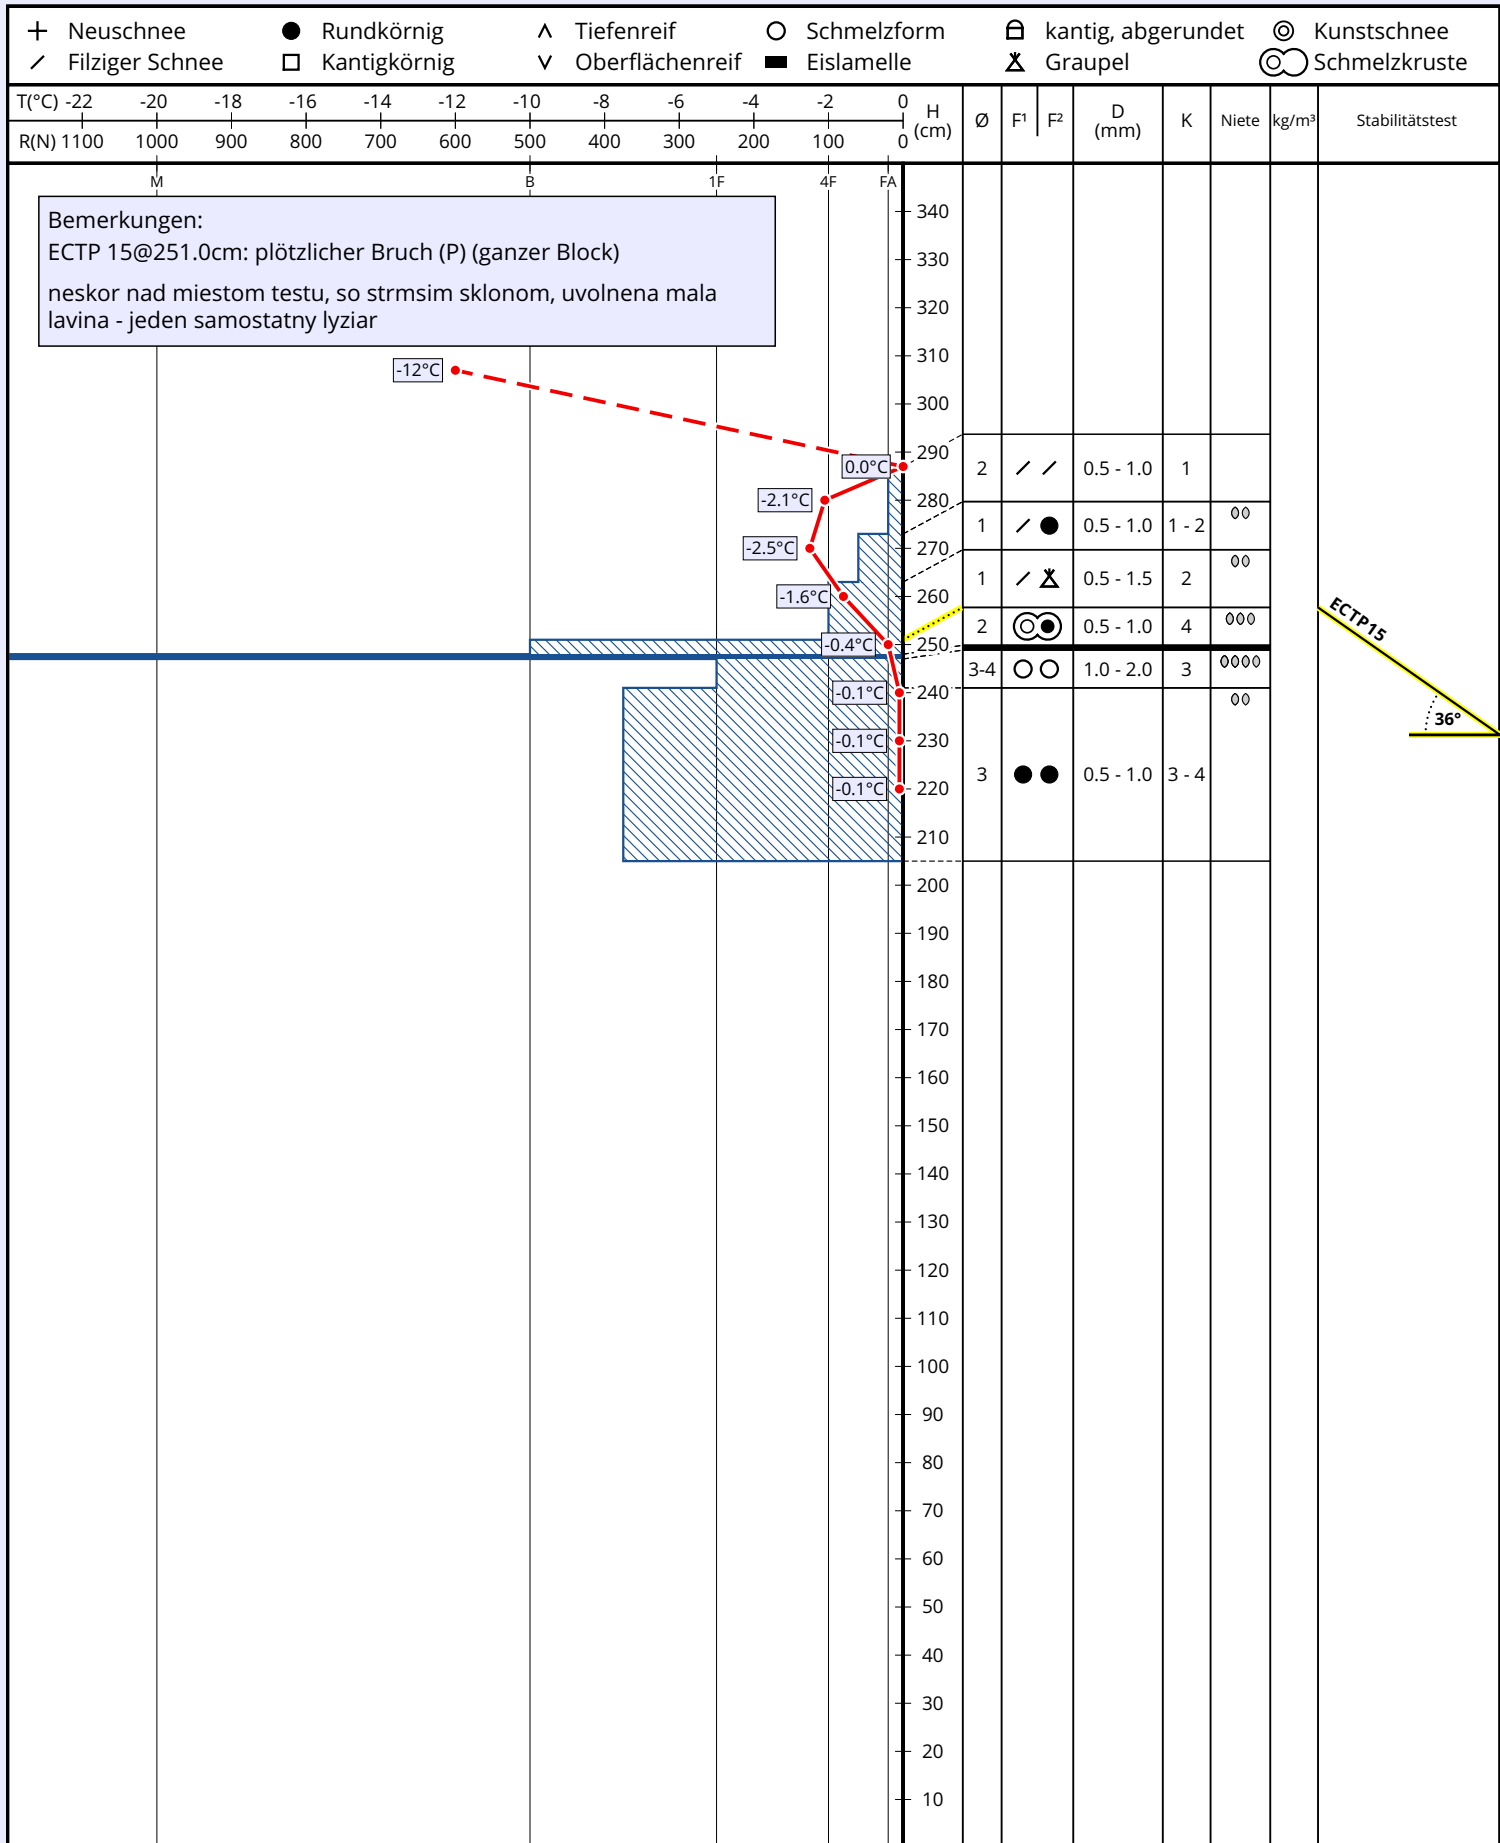 Neuschnee Rundkörnig Tiefenreif Schmelzform kantig, abgerundet Kunstschnee
Filziger Schnee Kantigkörnig Oberflächenreif Eislamelle Graupel Schmelzkruste
T(°C) -22 -20 -18 -16 -14 -12 -10 -8 -6 -4 -2 0
R(N) 1100 1000 900 800 700 600 500 400 300 200 100 0
H (cm) Ø F¹ F² D (mm) K Niete kg/m³ Stabilitätstest
M B 1F 4F FA
Bemerkungen:
ECTP 15@251.0cm: plötzlicher Bruch (P) (ganzer Block)
neskor nad miestom testu, so strmsim sklonom, uvolnena mala
lavina - jeden samostatny lyziar
340
330
320
310
-12°C
300
290
0.0°C 2 0.5 - 1.0 1
-2.1°C 280
1 0.5 - 1.0 1 - 2
-2.5°C 270
1 0.5 - 1.5 2
-1.6°C 260
2 0.5 - 1.0 4
ECTP15
-0.4°C 250
3-4 1.0 - 2.0 3
-0.1°C 240
36°
-0.1°C 230
3 0.5 - 1.0 3 - 4
-0.1°C 220
210
200
190
180
170
160
150
140
130
120
110
100
90
80
70
60
50
40
30
20
10